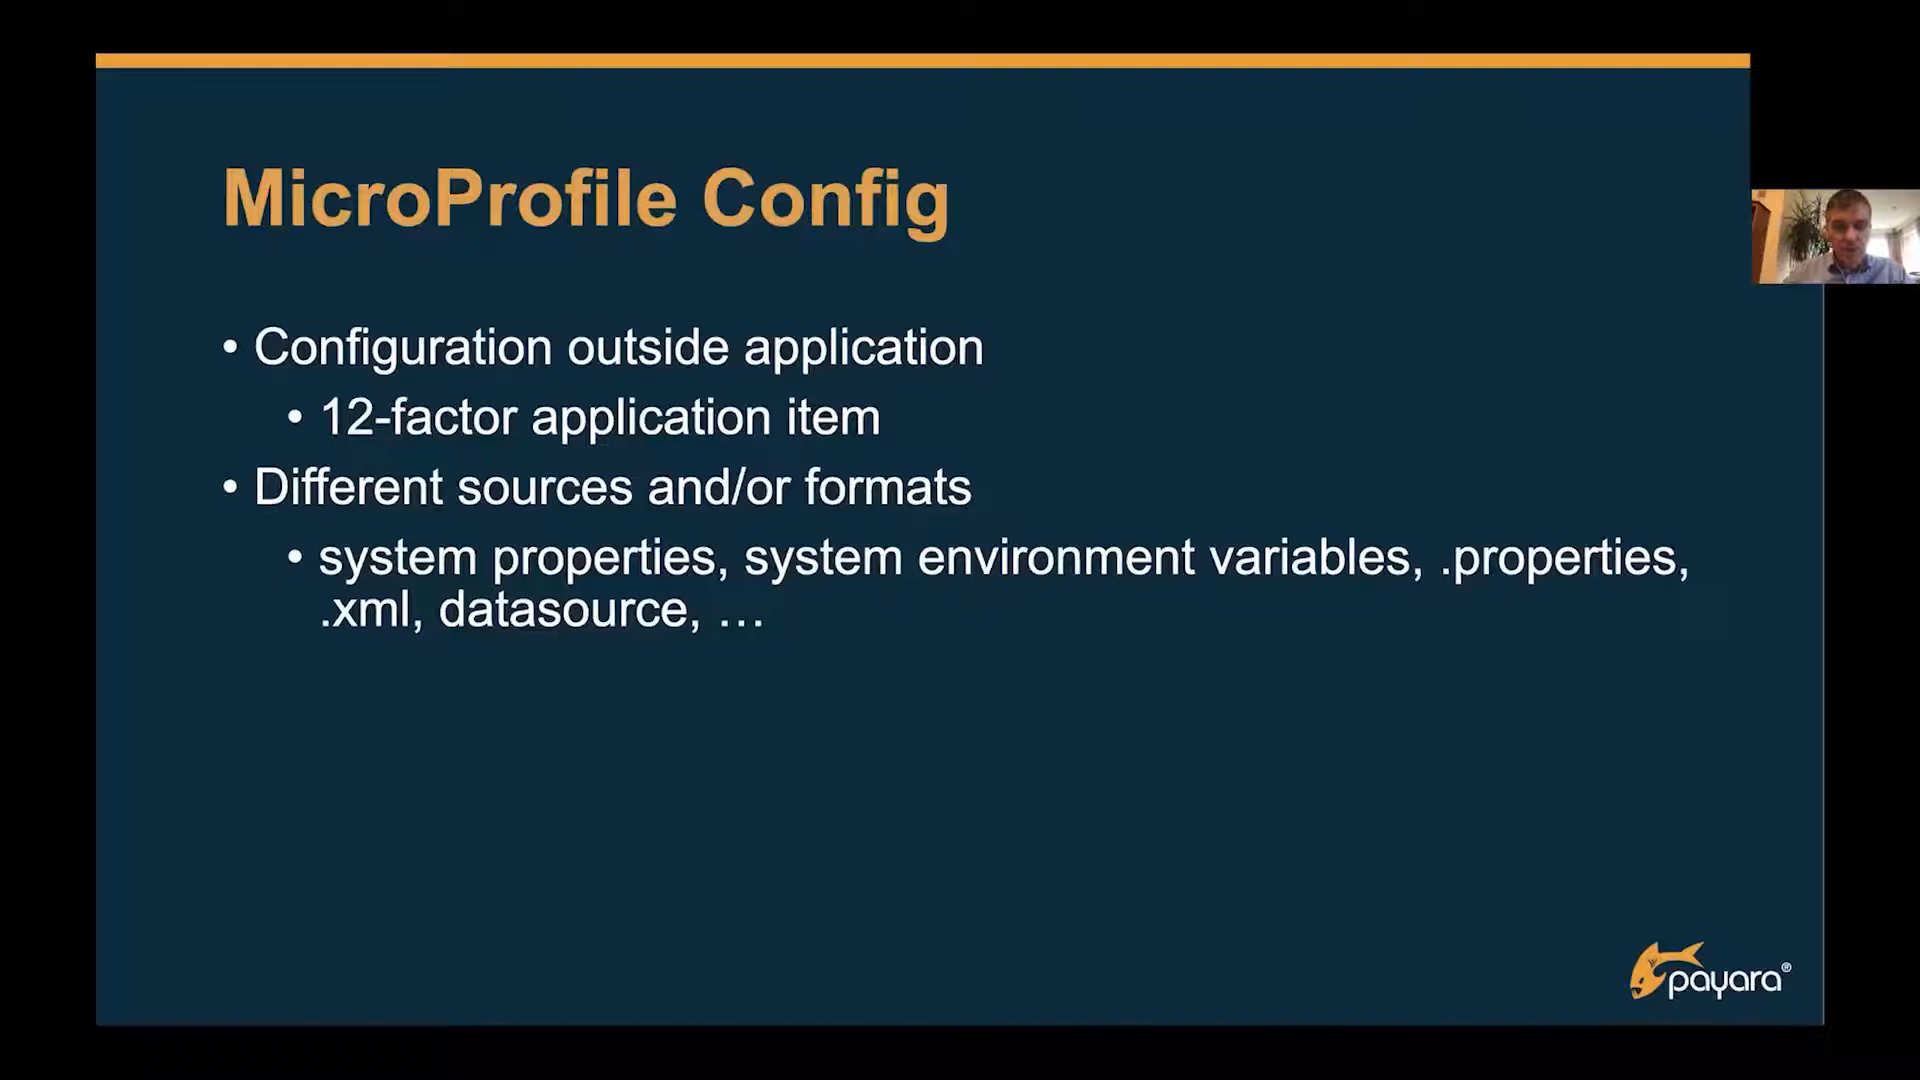 MicroProfile Config
• Configuration outside application
• 12-factor application item
• Different sources and/or formats
• system properties, system environment variables, .properties,
.xml, datasource, …
payara®